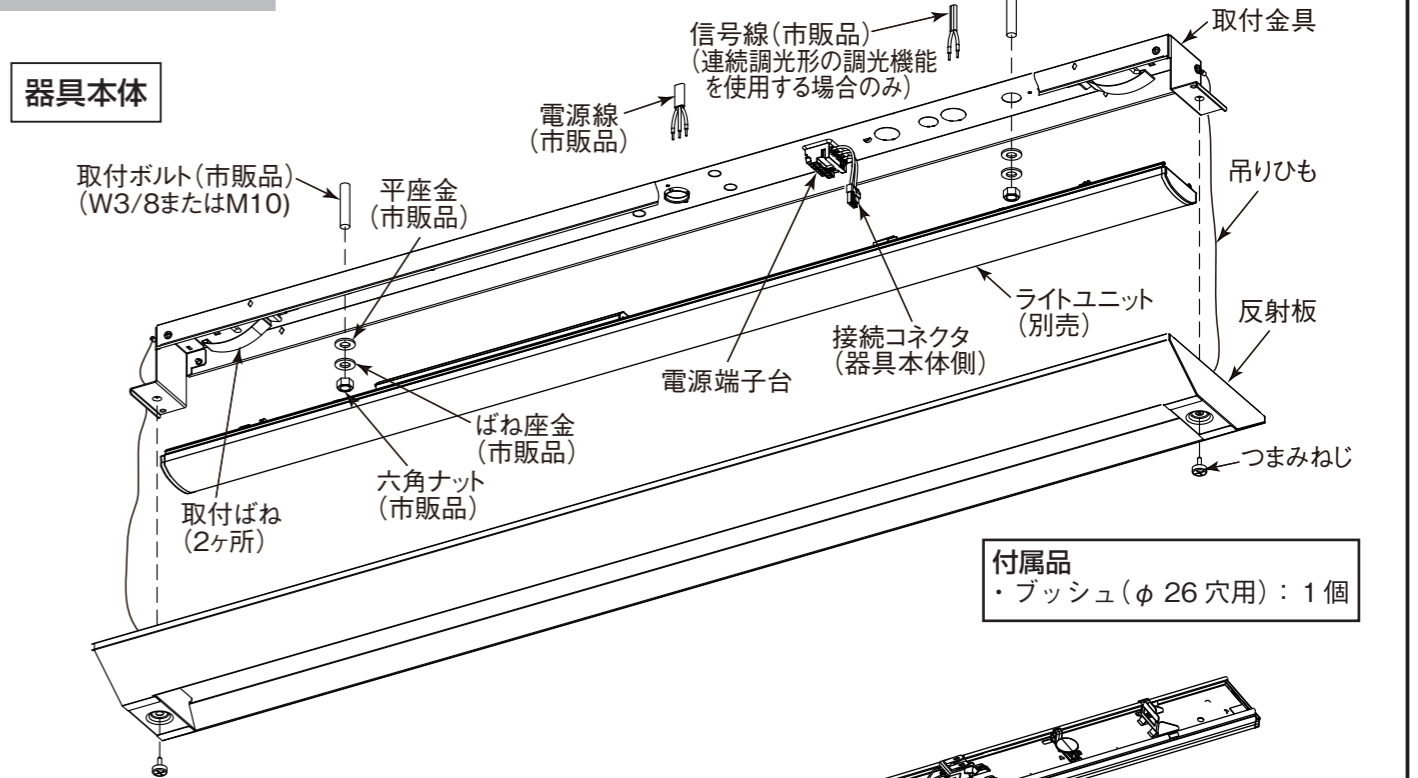 器具本体
信号線(市販品)
(連続調光形の調光機能
を使用する場合のみ)
取付金具
電源線
(市販品)
取付ボルト(市販品)
(W3/8またはM10)
平座金
(市販品)
吊りひも
ライトユニット
(別売)
反射板
接続コネクタ
(器具本体側)
電源端子台
ばね座金
(市販品)
六角ナット
(市販品)
つまみねじ
取付ばね
(2ヶ所)
付属品
・ブッシュ(φ 26 穴用) : 1 個